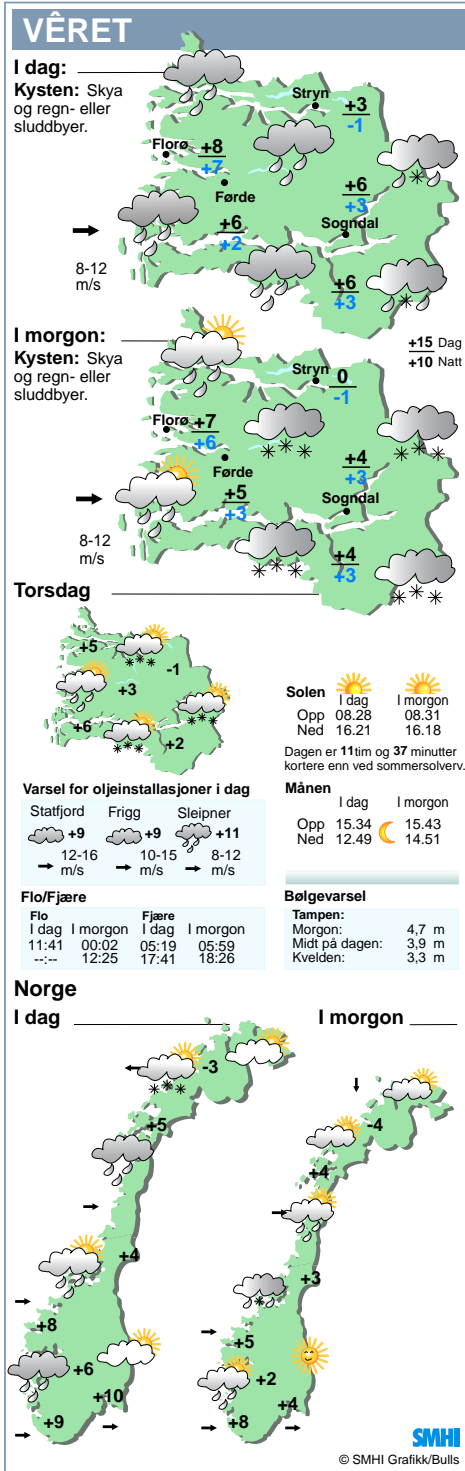 VÊRET
I dag:
Kysten: Skya
og regn- eller
sluddbyer.
Stryn
+3
-1
Florø
+8
+7
Førde
+6
+3
+6
+2
Sogndal
8-12
m/s
+6
+3
I morgon:
Kysten: Skya
og regn- eller
sluddbyer.
+15 Dag
+10 Natt
Stryn
0
-1
Florø
+7
+6
Førde
+4
+3
+5
+3
Sogndal
8-12
m/s
+4
+3
Torsdag
+5
-1
+3
+6
+2
Solen
I dag I morgon
Opp 08.28 08.31
Ned 16.21 16.18
Dagen er 11tim og 37 minutter
kortere enn ved sommersolverv.
Månen
I dag I morgon
Opp 15.34 15.43
Ned 12.49 14.51
Varsel for oljeinstallasjoner i dag
Statfjord Frigg Sleipner
+9 +9 +11
12-16 10-15 8-12
m/s m/s m/s
Flo/Fjære
Flo Fjære
I dag I morgon I dag I morgon
11:41 00:02 05:19 05:59
--:-- 12:25 17:41 18:26
Bølgevarsel
Tampen:
Morgon: 4,7 m
Midt på dagen: 3,9 m
Kvelden: 3,3 m
Norge
I dag
-3
+5
+4
+8
+6
+10
+9
I morgon
-4
+4
+3
+5
+2
+4
+8
SMHI
© SMHI Grafikk/Bulls